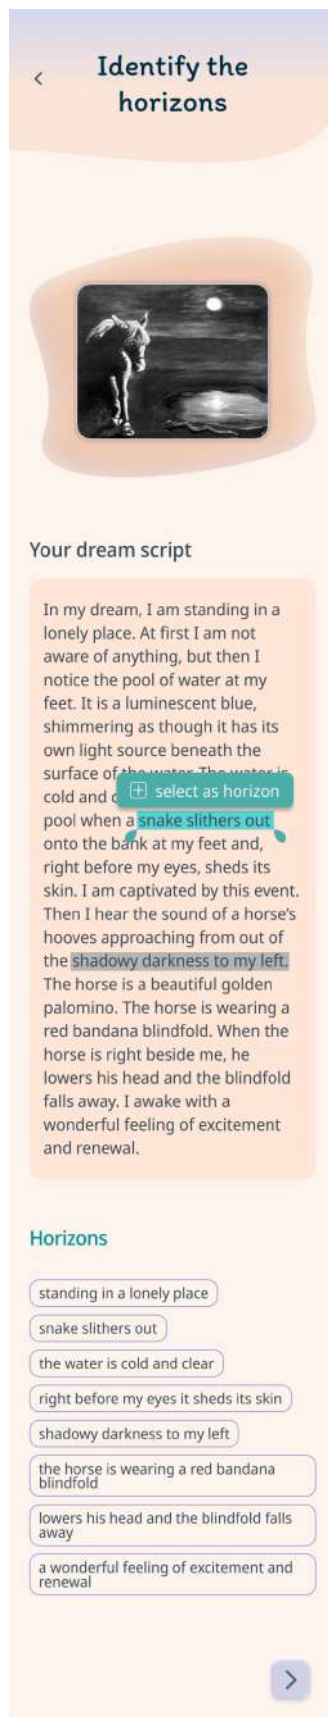 Identify the
horizons
Your dream script
In my dream, I am standing in a
lonely place. At first I am not
aware of anything, but then I
notice the pool of water at my
feet. It is a luminescent blue,
shimmering as though it has its
own light source beneath the
surface of the water. The water is
cold and
select as horizon
pool when a snake slithers out
onto the bank at my feet and,
right before my eyes, sheds its
skin. I am captivated by this event.
Then I hear the sound of a horse's
hooves approaching from out of
the shadowy darkness to my left.
The horse is a beautiful golden
palomino. The horse is wearing a
red bandana blindfold. When the
horse is right beside me, he
lowers his head and the blindfold
falls away. I awake with a
wonderful feeling of excitement
and renewal.
Horizons
standing in a lonely place
snake slithers out
the water is cold and clear
right before my eyes it sheds its skin
shadowy darkness to my left
the horse is wearing a red bandana
blindfold
lowers his head and the blindfold falls
away
a wonderful feeling of excitement and
renewal